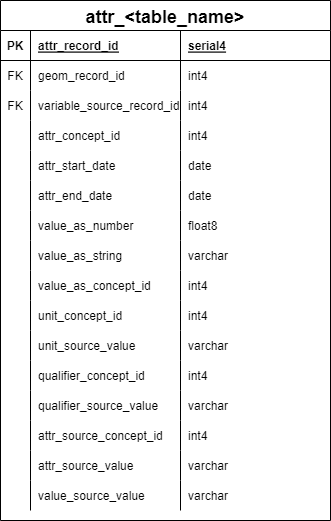 attr_<table_name>
PK attr_record_id serial4
FK geom_record_id int4
FK variable_source_record_id int4
attr_concept_id int4
attr_start_date date
attr_end_date date
value_as_number float8
value_as_string varchar
value_as_concept_id int4
unit_concept_id int4
unit_source_value varchar
qualifier_concept_id int4
qualifier_source_value varchar
attr_source_concept_id int4
attr_source_value varchar
value_source_value varchar